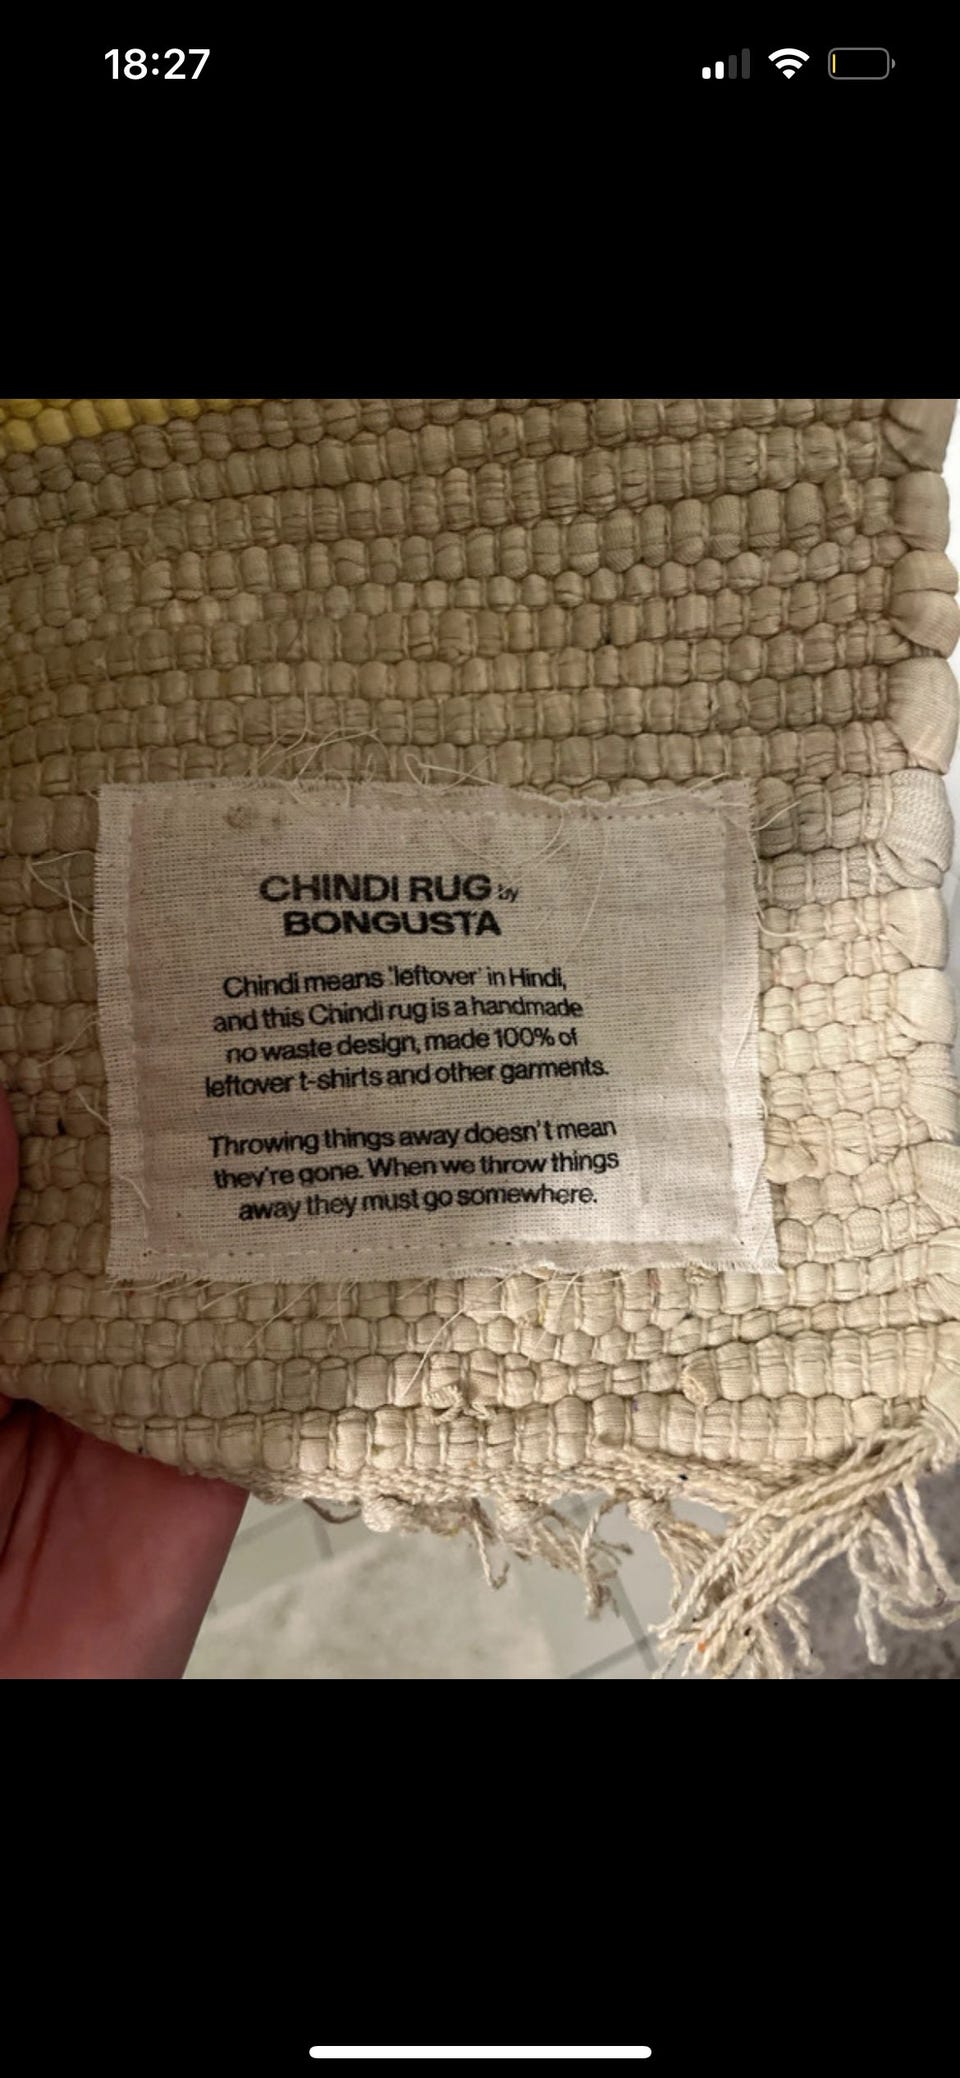 18:27
CHINDI RUG by
BONGUSTA
Chindi means 'leftover' in Hindi,
and this Chindi rug is a handmade
no waste design, made 100% of
leftover t-shirts and other garments.
Throwing things away doesn't mean
they're gone. When we throw things
away they must go somewhere.